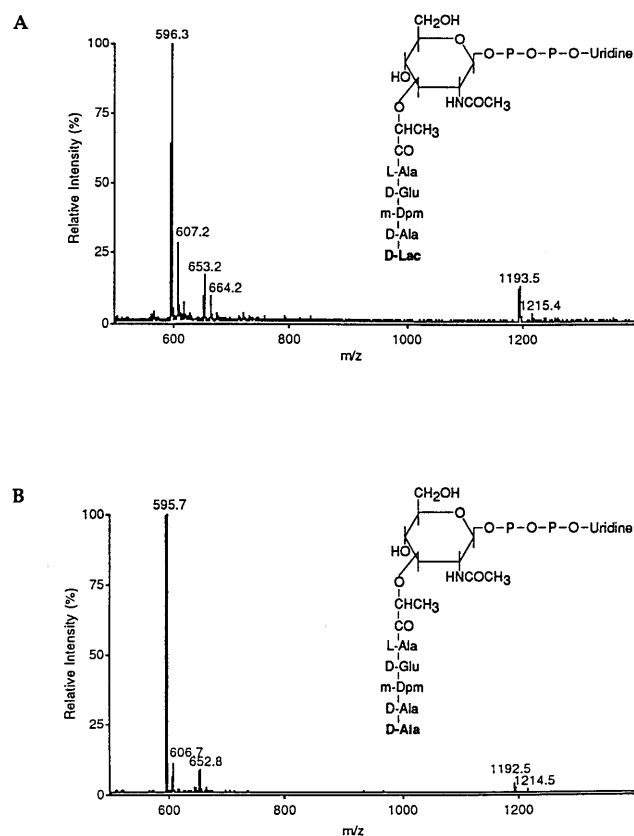 A
Relative Intensity (%)
100
75
50
25
0
596.3
607.2
653.2
664.2
1193.5
1215.4
600
800
1000
1200
m/z
CH2OH
O
O-P-O-P-O-Uridine
HO
NHCOCH3
O
CHCH3
CO
L-Ala
D-Glu
m-Dpm
D-Ala
D-Lac
B
Relative Intensity (%)
100
75
50
25
0
595.7
606.7
652.8
1192.5
1214.5
600
800
1000
1200
m/z
CH2OH
O
O-P-O-P-O-Uridine
HO
NHCOCH3
O
CHCH3
CO
L-Ala
D-Glu
m-Dpm
D-Ala
D-Ala